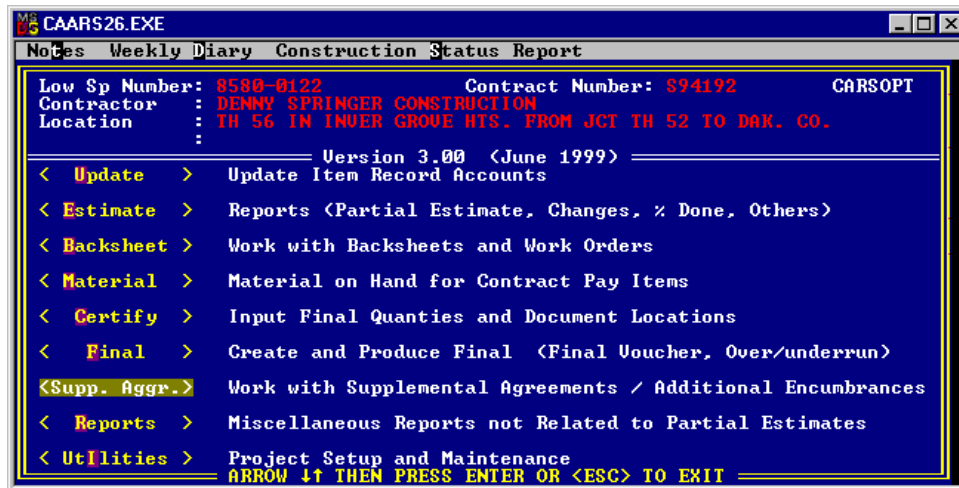 CAARS26.EXE
Notes Weekly Diary Construction Status Report
Low Sp Number: 8580-0122 Contract Number: S94192 CARSOPT
Contractor : DENNY SPRINGER CONSTRUCTION
Location : TH 56 IN INVER GROVE HTS. FROM JCT TH 52 TO DAK. CO.
:
Version 3.00 (June 1999)
< Update > Update Item Record Accounts
< Estimate > Reports (Partial Estimate, Changes, % Done, Others)
< Backsheet > Work with Backsheets and Work Orders
< Material > Material on Hand for Contract Pay Items
< Certify > Input Final Quanties and Document Locations
< Final > Create and Produce Final (Final Voucher, Over/underrun)
<Supp. Aggr.> Work with Supplemental Agreements / Additional Encumbrances
< Reports > Miscellaneous Reports not Related to Partial Estimates
< UtIlities > Project Setup and Maintenance
ARROW ↓↑ THEN PRESS ENTER OR <ESC> TO EXIT